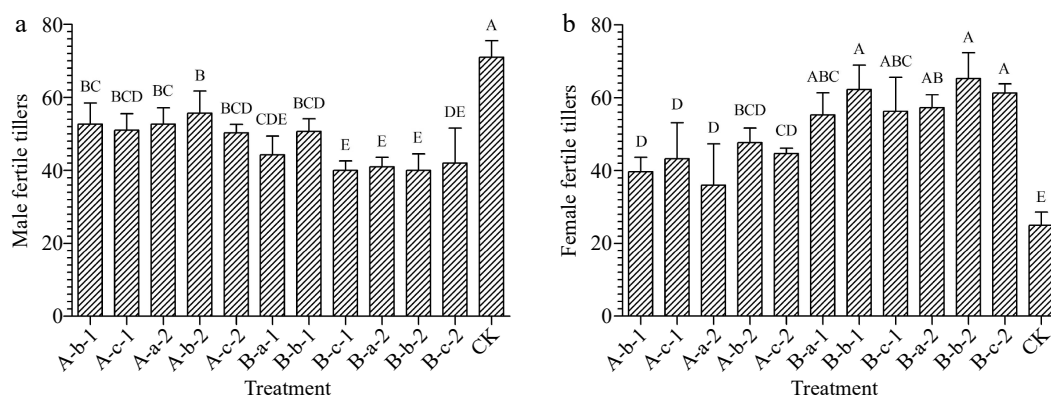 a
Male fertile tillers
80
60
40
20
0
BC
BCD
BC
B
BCD
CDE
BCD
E
E
E
DE
A
A-b-1
A-c-1
A-a-2
A-b-2
A-c-2
B-a-1
B-b-1
B-c-1
B-a-2
B-b-2
B-c-2
CK
Treatment
b
Female fertile tillers
80
60
40
20
0
D
D
D
BCD
CD
ABC
A
ABC
AB
A
A
E
A-b-1
A-c-1
A-a-2
A-b-2
A-c-2
B-a-1
B-b-1
B-c-1
B-a-2
B-b-2
B-c-2
CK
Treatment